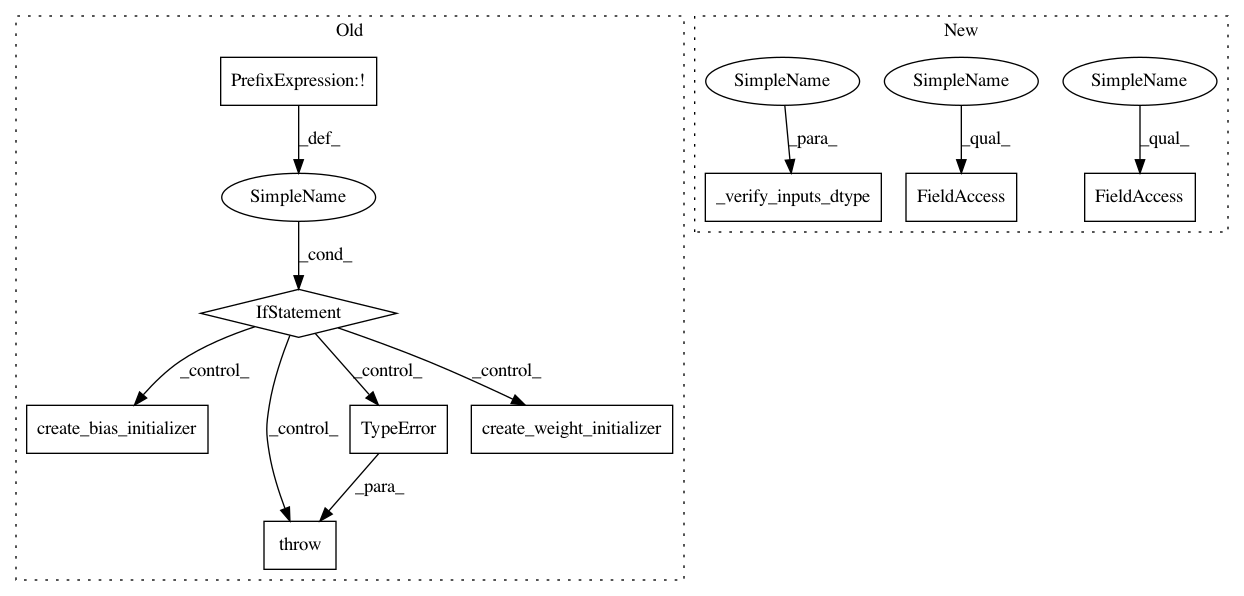 Old
New
PrefixExpression:!
SimpleName
SimpleName
SimpleName
_def_
_para_
_qual_
_qual_
SimpleName
_verify_inputs_dtype
FieldAccess
FieldAccess
_cond_
IfStatement
_control_
_control_
_control_
_control_
create_bias_initializer
TypeError
create_weight_initializer
_para_
throw